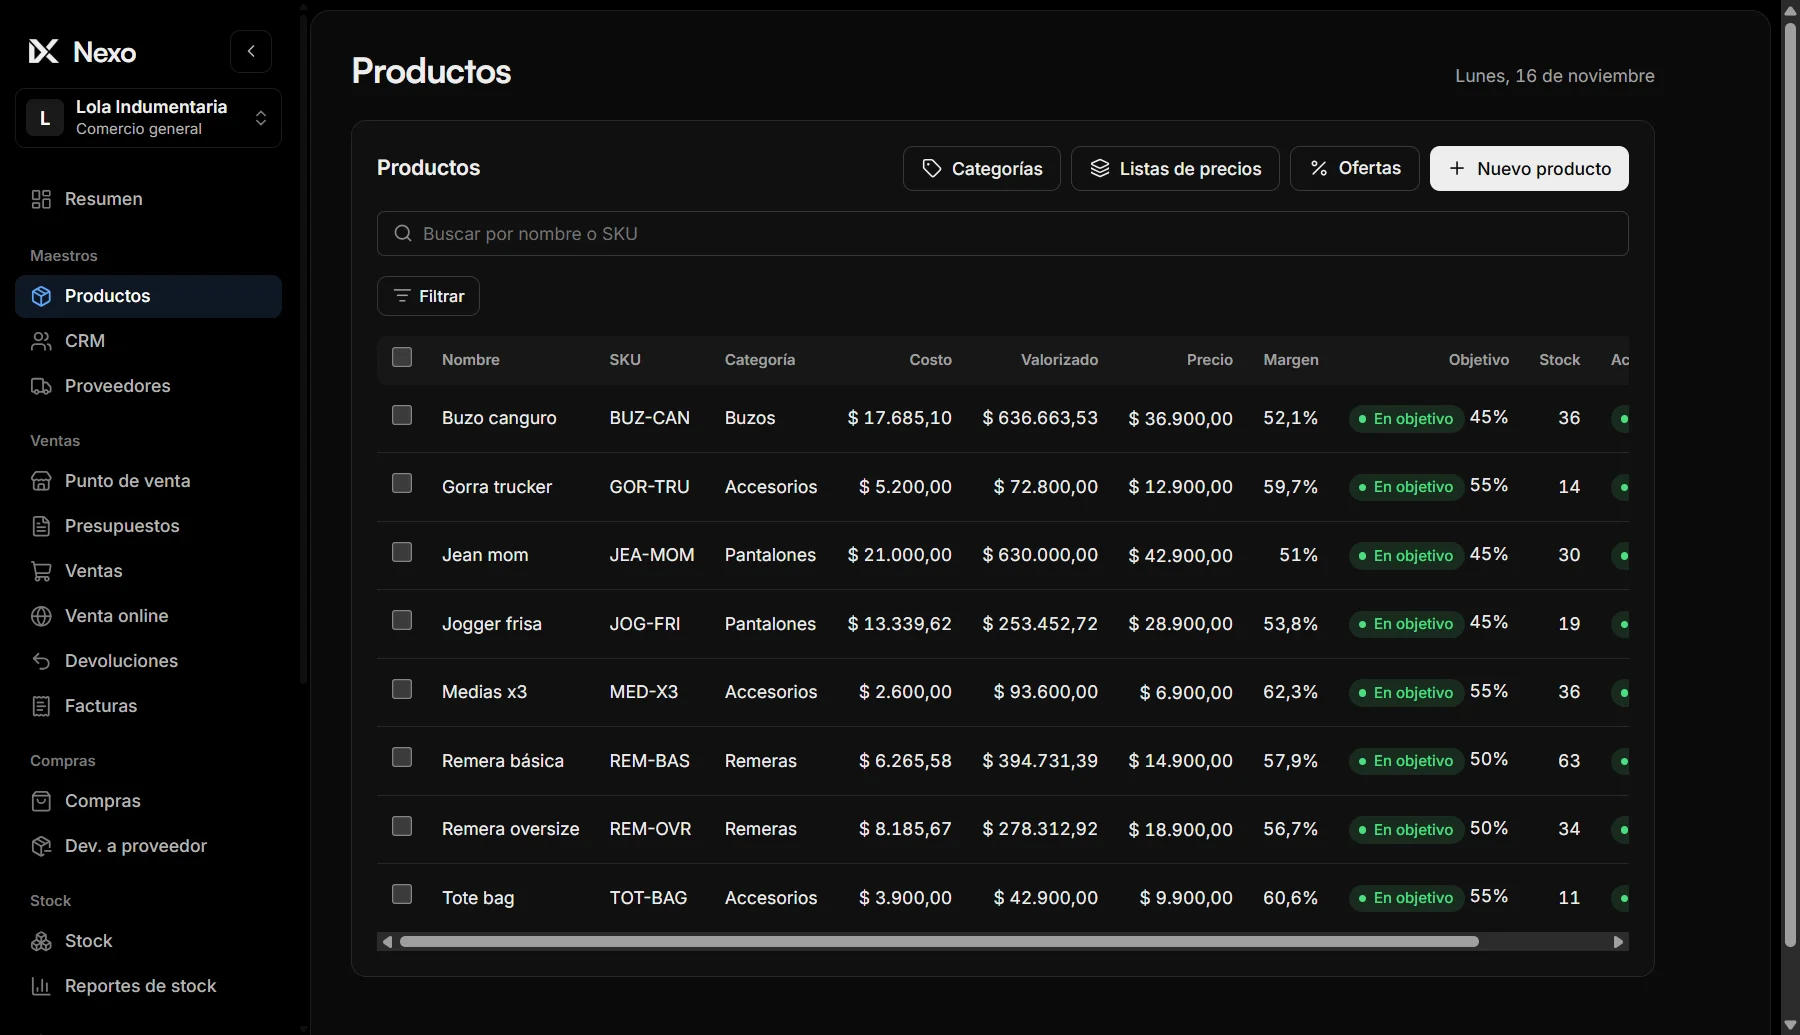 Nexo
L
Lola Indumentaria
Comercio general
Resumen
Maestros
Productos
CRM
Proveedores
Ventas
Punto de venta
Presupuestos
Ventas
Venta online
Devoluciones
Facturas
Compras
Compras
Dev. a proveedor
Stock
Stock
Reportes de stock
Productos
Lunes, 16 de noviembre
Productos
Categorías
Listas de precios
Ofertas
Nuevo producto
Buscar por nombre o SKU
Filtrar
Nombre SKU Categoría Costo Valorizado Precio Margen Objetivo Stock
Buzo canguro BUZ-CAN Buzos $ 17.685,10 $ 636.663,53 $ 36.900,00 52,1% En objetivo 45% 36
Gorra trucker GOR-TRU Accesorios $ 5.200,00 $ 72.800,00 $ 12.900,00 59,7% En objetivo 55% 14
Jean mom JEA-MOM Pantalones $ 21.000,00 $ 630.000,00 $ 42.900,00 51% En objetivo 45% 30
Jogger frisa JOG-FRI Pantalones $ 13.339,62 $ 253.452,72 $ 28.900,00 53,8% En objetivo 45% 19
Medias x3 MED-X3 Accesorios $ 2.600,00 $ 93.600,00 $ 6.900,00 62,3% En objetivo 55% 36
Remera básica REM-BAS Remeras $ 6.265,58 $ 394.731,39 $ 14.900,00 57,9% En objetivo 50% 63
Remera oversize REM-OVR Remeras $ 8.185,67 $ 278.312,92 $ 18.900,00 56,7% En objetivo 50% 34
Tote bag TOT-BAG Accesorios $ 3.900,00 $ 42.900,00 $ 9.900,00 60,6% En objetivo 55% 11